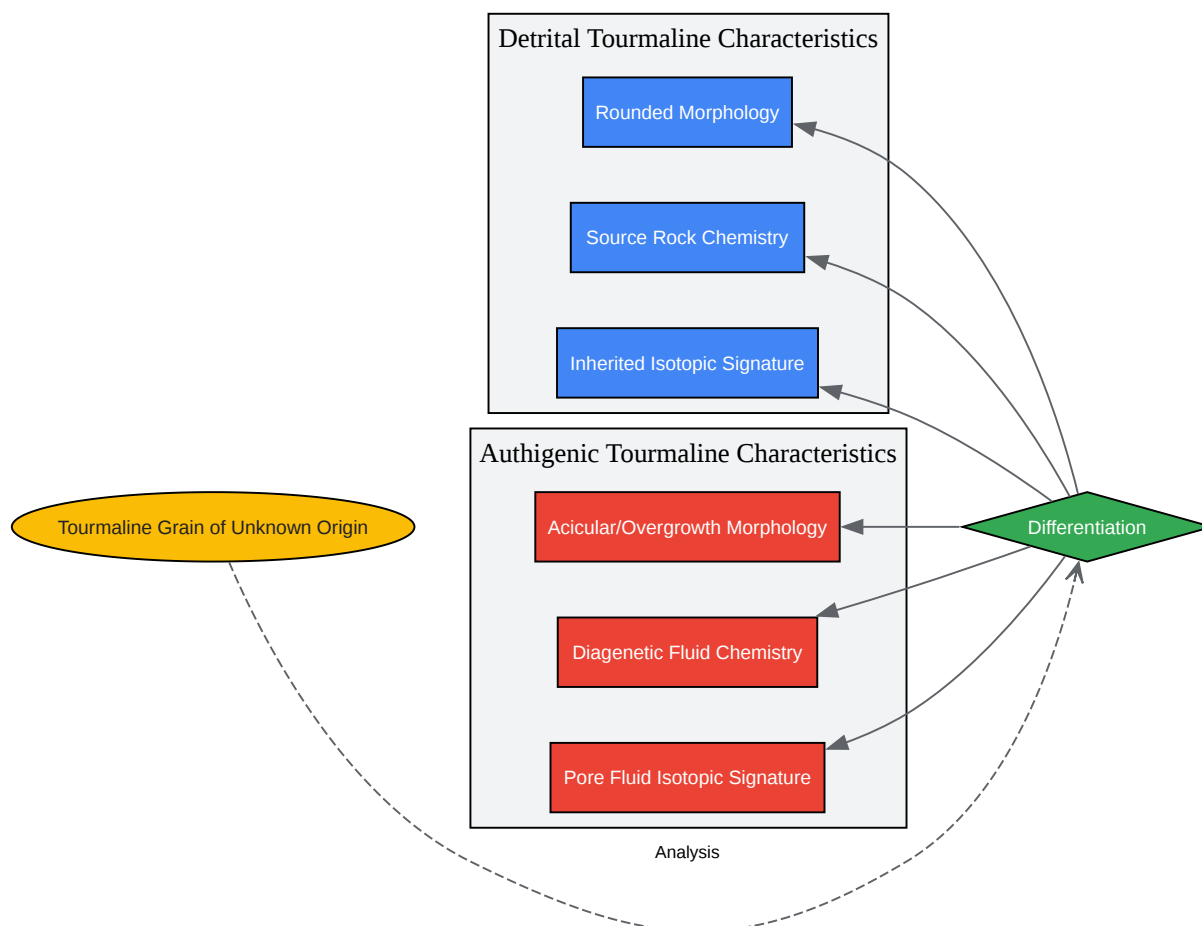 Detrital Tourmaline Characteristics
Rounded Morphology
Source Rock Chemistry
Inherited Isotopic Signature
Authigenic Tourmaline Characteristics
Tourmaline Grain of Unknown Origin
Acicular/Overgrowth Morphology
Differentiation
Diagenetic Fluid Chemistry
Pore Fluid Isotopic Signature
Analysis